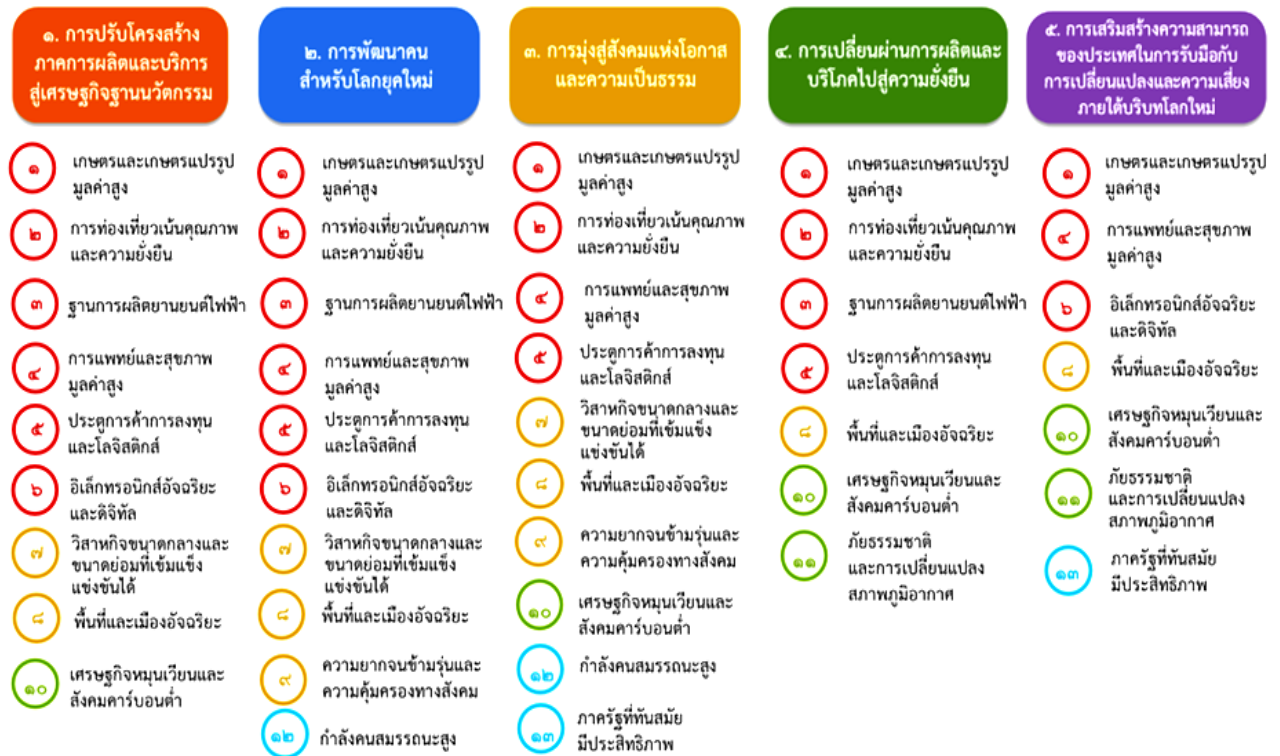 ๑. การปรับโครงสร้าง
ภาคการผลิตและบริการ
สู่เศรษฐกิจฐานนวัตกรรม
๑
เกษตรและเกษตรแปรรูป
มูลค่าสูง
๒
การท่องเที่ยวเน้นคุณภาพ
และความยั่งยืน
๓
ฐานการผลิตยานยนต์ไฟฟ้า
๔
การแพทย์และสุขภาพ
มูลค่าสูง
๕
ประตูการค้าการลงทุน
และโลจิสติกส์
๖
อิเล็กทรอนิกส์อัจฉริยะ
และดิจิทัล
๗
วิสาหกิจขนาดกลางและ
ขนาดย่อมที่เข้มแข็ง
แข่งขันได้
๘
พื้นที่และเมืองอัจฉริยะ
๑๐
เศรษฐกิจหมุนเวียนและ
สังคมคาร์บอนต่ำ
๒. การพัฒนาคน
สำหรับโลกยุคใหม่
๑
เกษตรและเกษตรแปรรูป
มูลค่าสูง
๒
การท่องเที่ยวเน้นคุณภาพ
และความยั่งยืน
๓
ฐานการผลิตยานยนต์ไฟฟ้า
๔
การแพทย์และสุขภาพ
มูลค่าสูง
๕
ประตูการค้าการลงทุน
และโลจิสติกส์
๖
อิเล็กทรอนิกส์อัจฉริยะ
และดิจิทัล
๗
วิสาหกิจขนาดกลางและ
ขนาดย่อมที่เข้มแข็ง
แข่งขันได้
๘
พื้นที่และเมืองอัจฉริยะ
๙
ความยากจนข้ามรุ่นและ
ความคุ้มครองทางสังคม
๑๒
กำลังคนสมรรถนะสูง
๓. การมุ่งสู่สังคมแห่งโอกาส
และความเป็นธรรม
๑
เกษตรและเกษตรแปรรูป
มูลค่าสูง
๒
การท่องเที่ยวเน้นคุณภาพ
และความยั่งยืน
๔
การแพทย์และสุขภาพ
มูลค่าสูง
๕
ประตูการค้าการลงทุน
และโลจิสติกส์
๗
วิสาหกิจขนาดกลางและ
ขนาดย่อมที่เข้มแข็ง
แข่งขันได้
๘
พื้นที่และเมืองอัจฉริยะ
๙
ความยากจนข้ามรุ่นและ
ความคุ้มครองทางสังคม
๑๐
เศรษฐกิจหมุนเวียนและ
สังคมคาร์บอนต่ำ
๑๒
กำลังคนสมรรถนะสูง
๑๓
ภาครัฐที่ทันสมัย
มีประสิทธิภาพ
๔. การเปลี่ยนผ่านการผลิตและ
บริโภคไปสู่ความยั่งยืน
๑
เกษตรและเกษตรแปรรูป
มูลค่าสูง
๒
การท่องเที่ยวเน้นคุณภาพ
และความยั่งยืน
๓
ฐานการผลิตยานยนต์ไฟฟ้า
๕
ประตูการค้าการลงทุน
และโลจิสติกส์
๘
พื้นที่และเมืองอัจฉริยะ
๑๐
เศรษฐกิจหมุนเวียนและ
สังคมคาร์บอนต่ำ
๑๑
ภัยธรรมชาติ
และการเปลี่ยนแปลง
สภาพภูมิอากาศ
๕. การเสริมสร้างความสามารถ
ของประเทศในการรับมือกับ
การเปลี่ยนแปลงและความเสี่ยง
ภายใต้บริบทโลกใหม่
๑
เกษตรและเกษตรแปรรูป
มูลค่าสูง
๔
การแพทย์และสุขภาพ
มูลค่าสูง
๖
อิเล็กทรอนิกส์อัจฉริยะ
และดิจิทัล
๘
พื้นที่และเมืองอัจฉริยะ
๑๐
เศรษฐกิจหมุนเวียนและ
สังคมคาร์บอนต่ำ
๑๑
ภัยธรรมชาติ
และการเปลี่ยนแปลง
สภาพภูมิอากาศ
๑๓
ภาครัฐที่ทันสมัย
มีประสิทธิภาพ